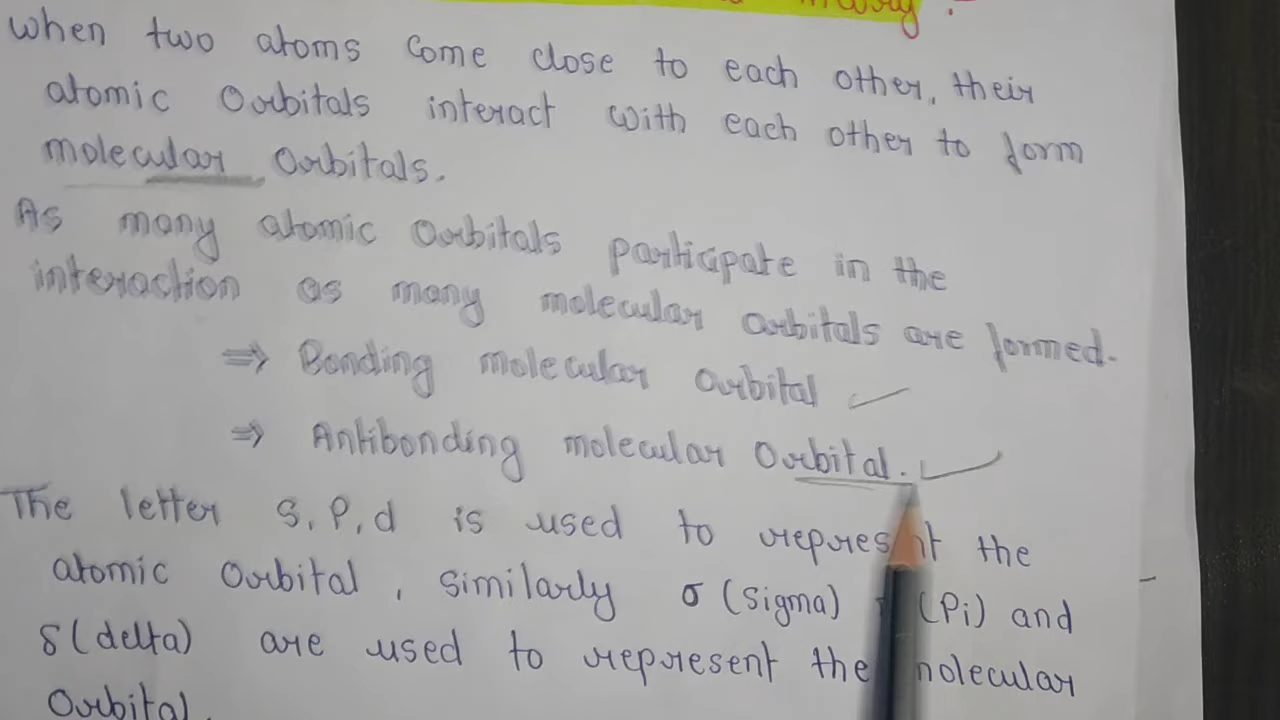 When two atoms come close to each other, their
atomic orbitals interact with each other to form
molecular orbitals.
As many atomic orbitals participate in the
interaction as many molecular orbitals are formed.
⇒ Bonding molecular orbital ✓
⇒ Antibonding molecular orbital. ✓
The letter s, p, d is used to represent the
atomic orbital, similarly σ (sigma) (Pi) and
δ (delta) are used to represent the molecular
orbital.